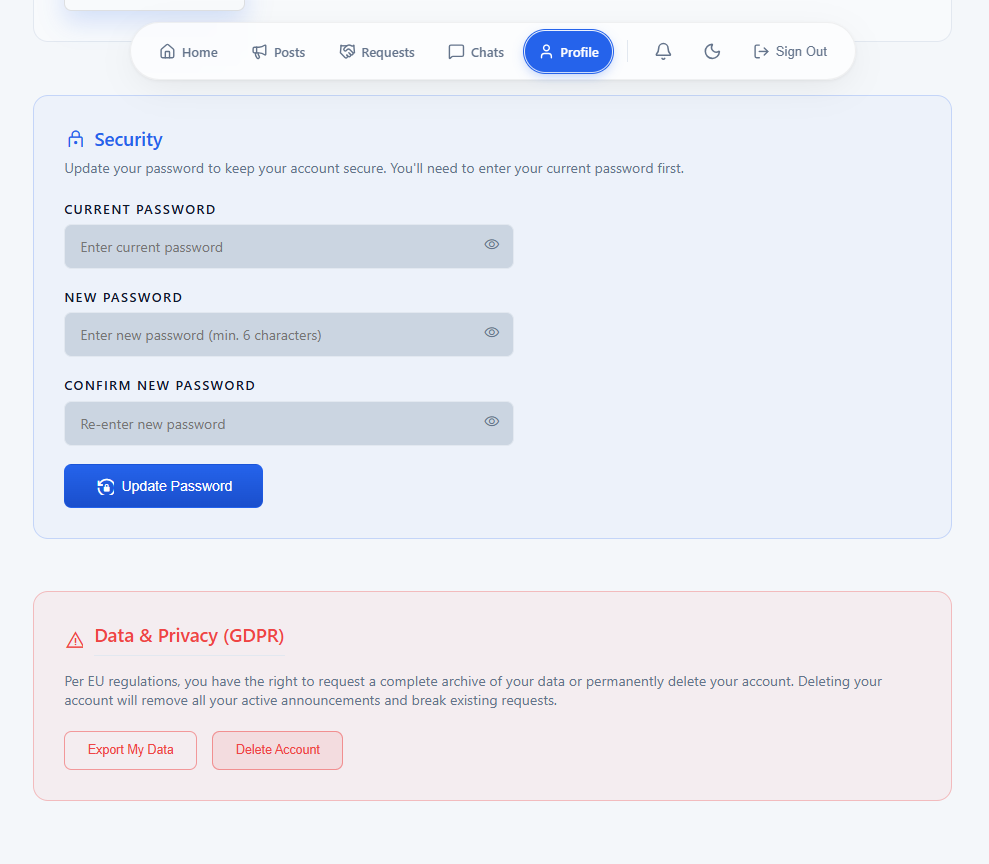 Home
Posts
Requests
Chats
Profile
Sign Out
Security
Update your password to keep your account secure. You'll need to enter your current password first.
CURRENT PASSWORD
Enter current password
NEW PASSWORD
Enter new password (min. 6 characters)
CONFIRM NEW PASSWORD
Re-enter new password
Update Password
Data & Privacy (GDPR)
Per EU regulations, you have the right to request a complete archive of your data or permanently delete your account. Deleting your
account will remove all your active announcements and break existing requests.
Export My Data
Delete Account